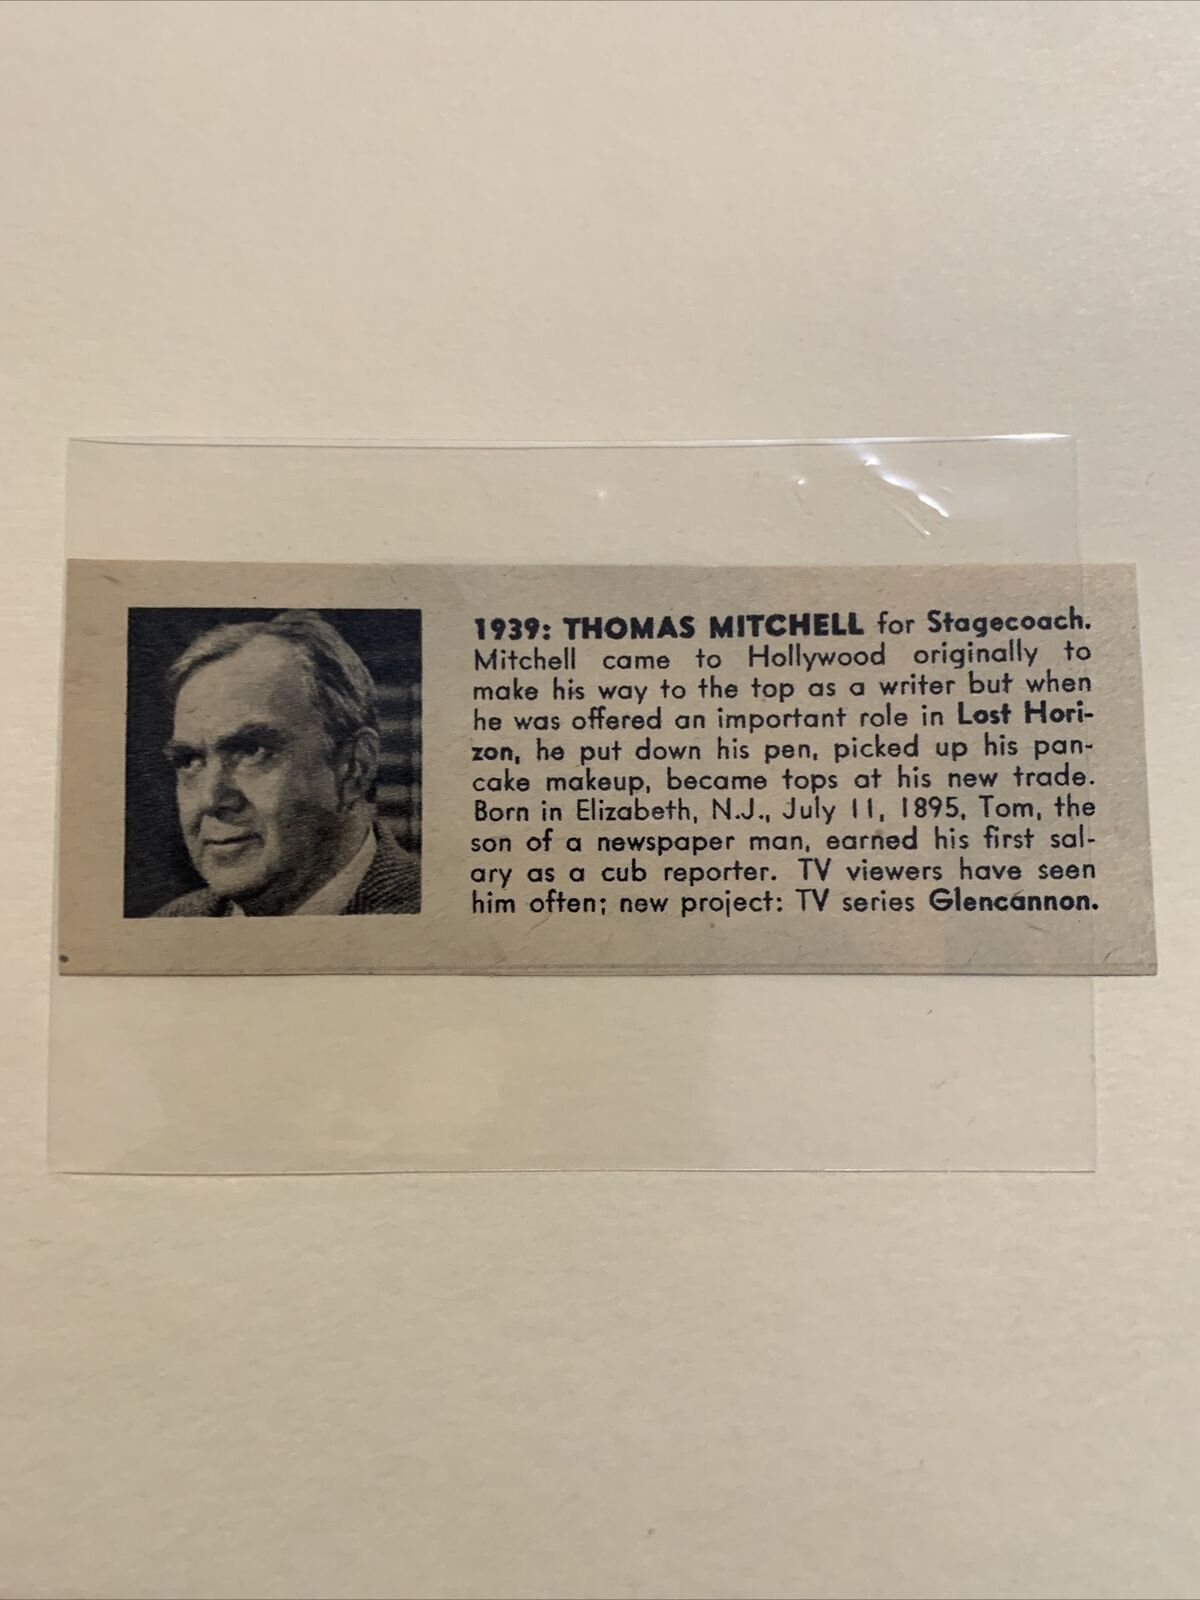 1939: THOMAS MITCHELL for Stagecoach.
Mitchell came to Hollywood originally to
make his way to the top as a writer but when
he was offered an important role in Lost Hori-
zon, he put down his pen, picked up his pan-
cake makeup, became tops at his new trade.
Born in Elizabeth, N.J., July 11, 1895, Tom, the
son of a newspaper man, earned his first sal-
ary as a cub reporter. TV viewers have seen
him often; new project: TV series Glencannon.